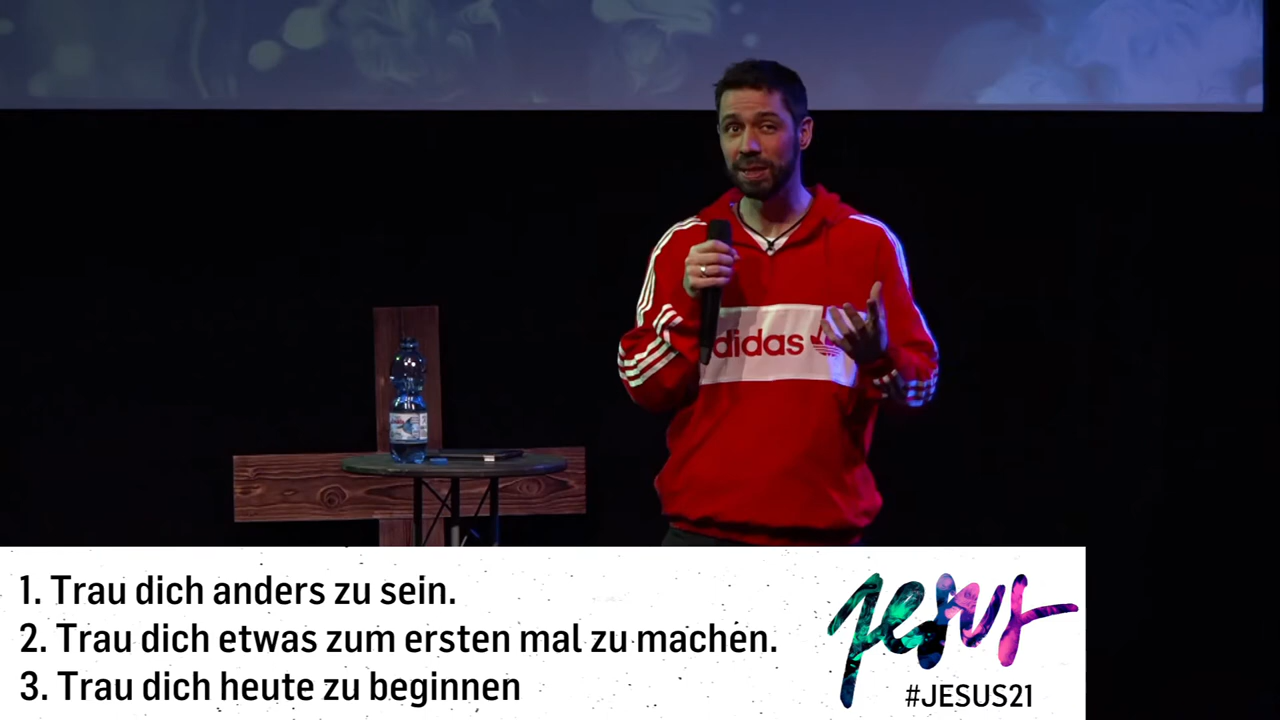 adidas
1. Trau dich anders zu sein.
2. Trau dich etwas zum ersten mal zu machen.
3. Trau dich heute zu beginnen
jesus
#JESUS21